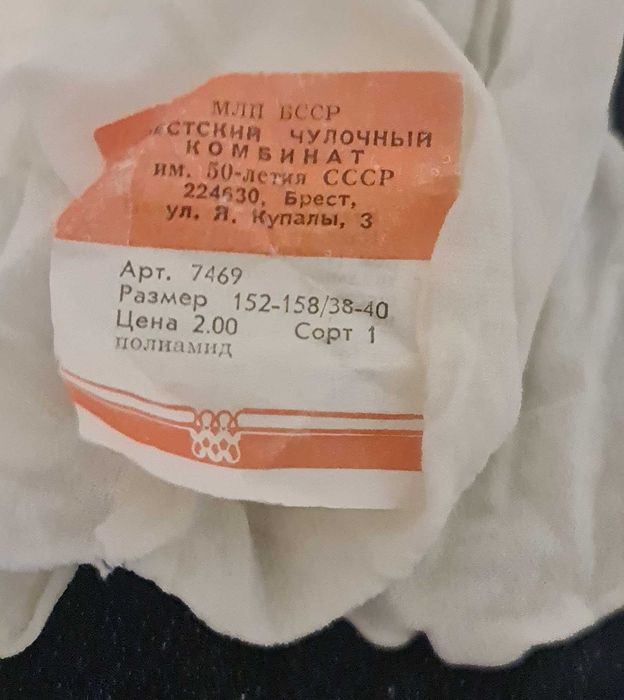 МЛП БССР
ЕСТСКИЙ ЧУЛОЧНЫЙ
КОМБИНАТ
им. 50-летия СССР
224630, Брест,
ул. Я. Купалы, 3
Арт. 7469
Размер 152-158/38-40
Цена 2.00 Сорт 1
полиамид